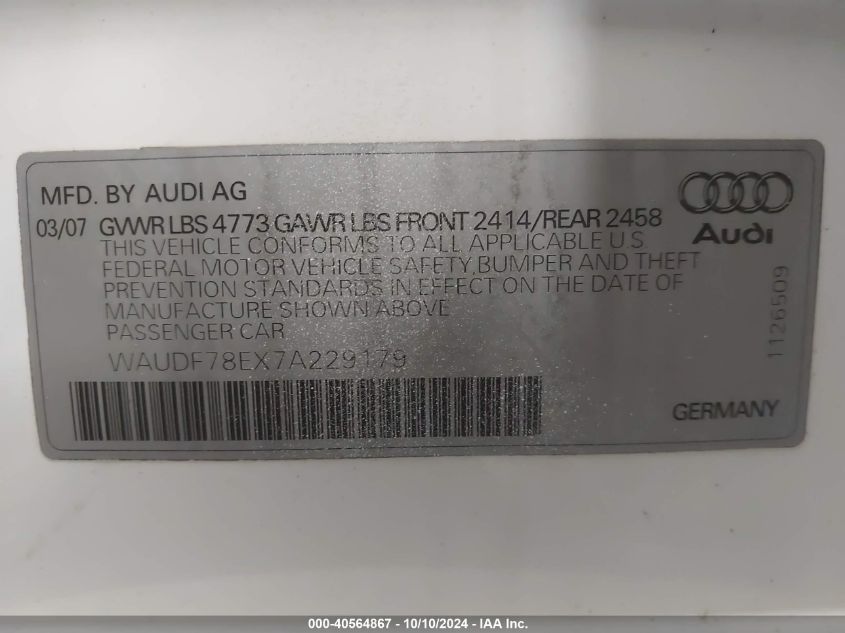 MFD. BY AUDI AG
03/07 GVWR LBS 4773 GAWR LBS FRONT 2414/REAR 2458
THIS VEHICLE CONFORMS TO ALL APPLICABLE U.S.
FEDERAL MOTOR VEHICLE SAFETY, BUMPER AND THEFT
PREVENTION STANDARDS IN EFFECT ON THE DATE OF
MANUFACTURE SHOWN ABOVE
PASSENGER CAR
WAUDF78EX7A229179
Audi
1126509
GERMANY
000-40564867 - 10/10/2024 - IAA Inc.